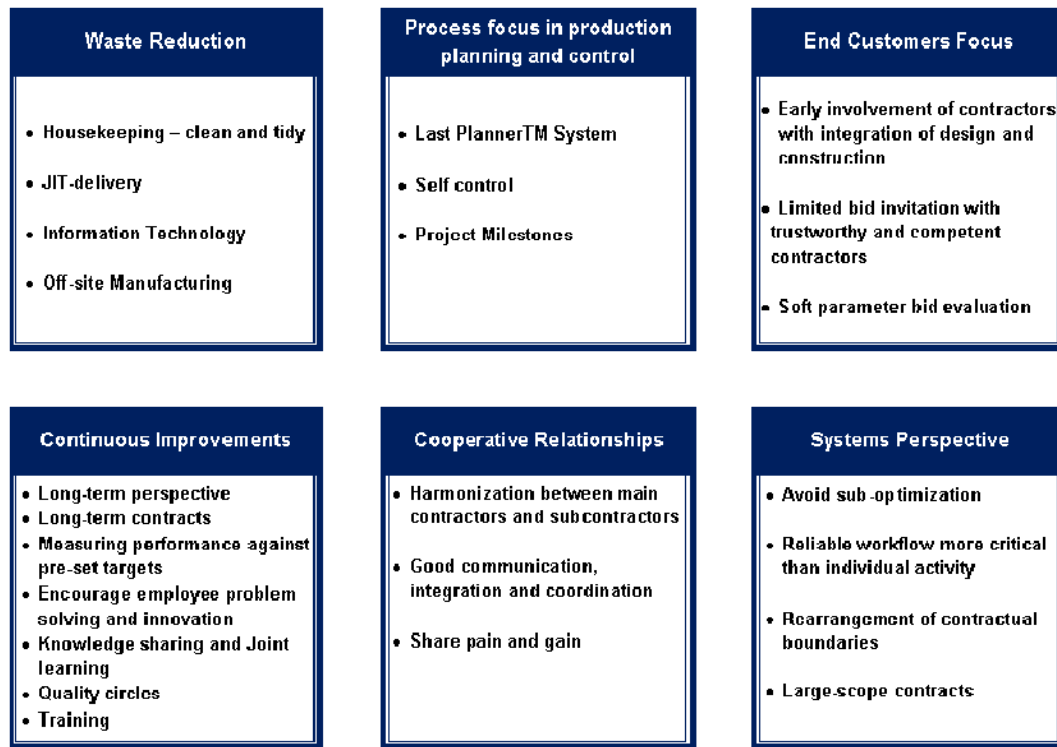 Waste Reduction
• Housekeeping – clean and tidy
• JIT-delivery
• Information Technology
• Off-site Manufacturing
Process focus in production
planning and control
• Last PlannerTM System
• Self control
• Project Milestones
End Customers Focus
• Early involvement of contractors
with integration of design and
construction
• Limited bid invitation with
trustworthy and competent
contractors
• Soft parameter bid evaluation
Continuous Improvements
• Long-term perspective
• Long-term contracts
• Measuring performance against
pre-set targets
• Encourage employee problem
solving and innovation
• Knowledge sharing and Joint
learning
• Quality circles
• Training
Cooperative Relationships
• Harmonization between main
contractors and subcontractors
• Good communication,
integration and coordination
• Share pain and gain
Systems Perspective
• Avoid sub-optimization
• Reliable workflow more critical
than individual activity
• Rearrangement of contractual
boundaries
• Large-scope contracts